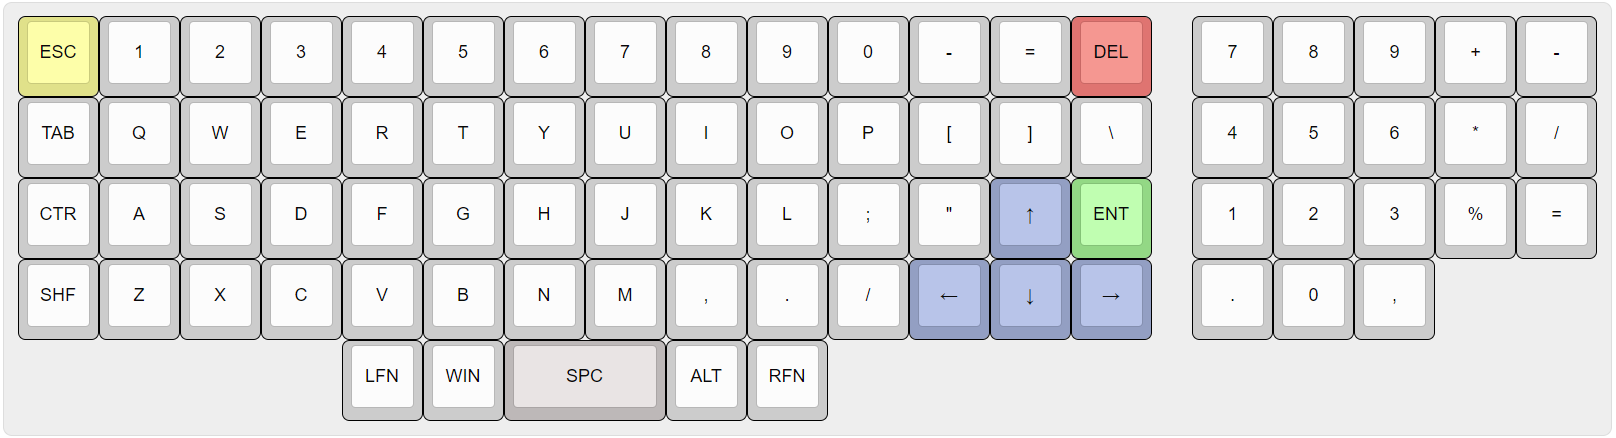 ESC 1 2 3 4 5 6 7 8 9 0 - = DEL 7 8 9 + -
TAB Q W E R T Y U I O P [ ] \ 4 5 6 * /
CTR A S D F G H J K L ; " ↑ ENT 1 2 3 % =
SHF Z X C V B N M , . / ← ↓ → . 0 ,
LFN WIN SPC ALT RFN